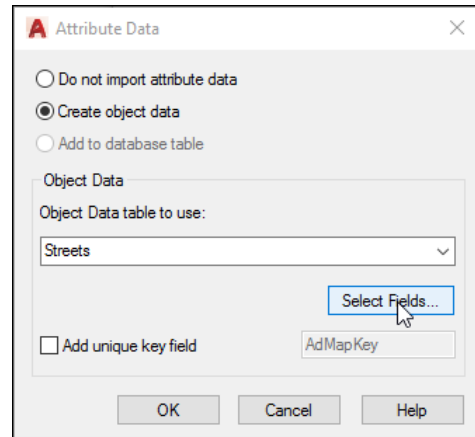 Attribute Data
Do not import attribute data
Create object data
Add to database table
Object Data
Object Data table to use:
Streets
Select Fields...
Add unique key field AdMapKey
OK Cancel Help